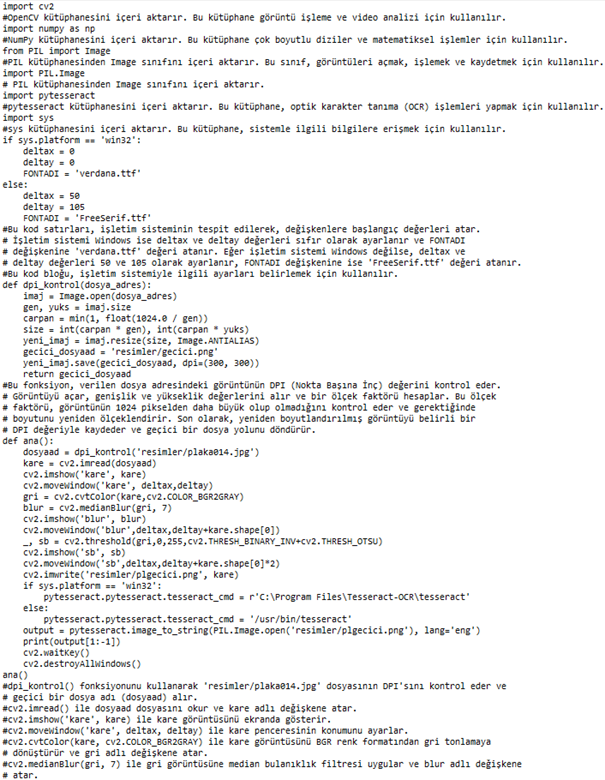 import cv2
#OpenCV kütüphanesini içeri aktarır. Bu kütüphane görüntü işleme ve video analizi için kullanılır.
import numpy as np
#NumPy kütüphanesini içeri aktarır. Bu kütüphane çok boyutlu diziler ve matematiksel işlemler için kullanılır.
from PIL import Image
#PIL kütüphanesinden Image sınıfını içeri aktarır. Bu sınıf, görüntüleri açmak, işlemek ve kaydetmek için kullanılır.
import PIL.Image
# PIL kütüphanesinden Image sınıfını içeri aktarır.
import pytesseract
#pytesseract kütüphanesini içeri aktarır. Bu kütüphane, optik karakter tanıma (OCR) işlemleri yapmak için kullanılır.
import sys
#sys kütüphanesini içeri aktarır. Bu kütüphane, sistemle ilgili bilgilere erişmek için kullanılır.
if sys.platform == 'win32':
    deltax = 0
    deltay = 0
    FONTADI = 'verdana.ttf'
else:
    deltax = 50
    deltay = 105
    FONTADI = 'FreeSerif.ttf'
#Bu kod satırları, işletim sisteminin tespit edilerek, değişkenlere başlangıç değerleri atar.
# İşletim sistemi Windows ise deltax ve deltay değerleri sıfır olarak ayarlanır ve FONTADI
# değişkenine 'verdana.ttf' değeri atanır. Eğer işletim sistemi Windows değilse, deltax ve
# deltay değerleri 50 ve 105 olarak ayarlanır, FONTADI değişkenine ise 'FreeSerif.ttf' değeri atanır.
#Bu kod bloğu, işletim sistemiyle ilgili ayarları belirlemek için kullanılır.
def dpi_kontrol(dosya_adres):
    imaj = Image.open(dosya_adres)
    gen, yuks = imaj.size
    carpan = min(1, float(1024.0 / gen))
    size = int(carpan * gen), int(carpan * yuks)
    yeni_imaj = imaj.resize(size, Image.ANTIALIAS)
    gecici_dosyaad = 'resimler/gecici.png'
    yeni_imaj.save(gecici_dosyaad, dpi=(300, 300))
    return gecici_dosyaad
#Bu fonksiyon, verilen dosya adresindeki görüntünün DPI (Nokta Başına İnç) değerini kontrol eder.
# Görüntüyü açar, genişlik ve yükseklik değerlerini alır ve bir ölçek faktörü hesaplar. Bu ölçek
# faktörü, görüntünün 1024 pikselden daha büyük olup olmadığını kontrol eder ve gerektiğinde
# boyutunu yeniden ölçeklendirir. Son olarak, yeniden boyutlandırılmış görüntüyü belirli bir
# DPI değeriyle kaydeder ve geçici bir dosya yolunu döndürür.
def ana():
    dosyaad = dpi_kontrol('resimler/plaka014.jpg')
    kare = cv2.imread(dosyaad)
    cv2.imshow('kare', kare)
    cv2.moveWindow('kare', deltax,deltay)
    gri = cv2.cvtColor(kare,cv2.COLOR_BGR2GRAY)
    blur = cv2.medianBlur(gri, 7)
    cv2.imshow('blur', blur)
    cv2.moveWindow('blur',deltax,deltay+kare.shape[0])
    _, sb = cv2.threshold(gri,0,255,cv2.THRESH_BINARY_INV+cv2.THRESH_OTSU)
    cv2.imshow('sb', sb)
    cv2.moveWindow('sb',deltax,deltay+kare.shape[0]*2)
    cv2.imwrite('resimler/plgecici.png', kare)
    if sys.platform == 'win32':
        pytesseract.pytesseract.tesseract_cmd = r'C:\Program Files\Tesseract-OCR\tesseract'
    else:
        pytesseract.pytesseract.tesseract_cmd = '/usr/bin/tesseract'
    output = pytesseract.image_to_string(PIL.Image.open('resimler/plgecici.png'), lang='eng')
    print(output[1:-1])
    cv2.waitKey()
    cv2.destroyAllWindows()
ana()
#dpi_kontrol() fonksiyonunu kullanarak 'resimler/plaka014.jpg' dosyasının DPI'sını kontrol eder ve
# geçici bir dosya adı (dosyaad) alır.
#cv2.imread() ile dosyaad dosyasını okur ve kare adlı değişkene atar.
#cv2.imshow('kare', kare) ile kare görüntüsünü ekranda gösterir.
#cv2.moveWindow('kare', deltax, deltay) ile kare penceresinin konumunu ayarlar.
#cv2.cvtColor(kare, cv2.COLOR_BGR2GRAY) ile kare görüntüsünü BGR renk formatından gri tonlamaya
# dönüştürür ve gri adlı değişkene atar.
#cv2.medianBlur(gri, 7) ile gri görüntüsüne median bulanıklık filtresi uygular ve blur adlı değişkene
# atar.